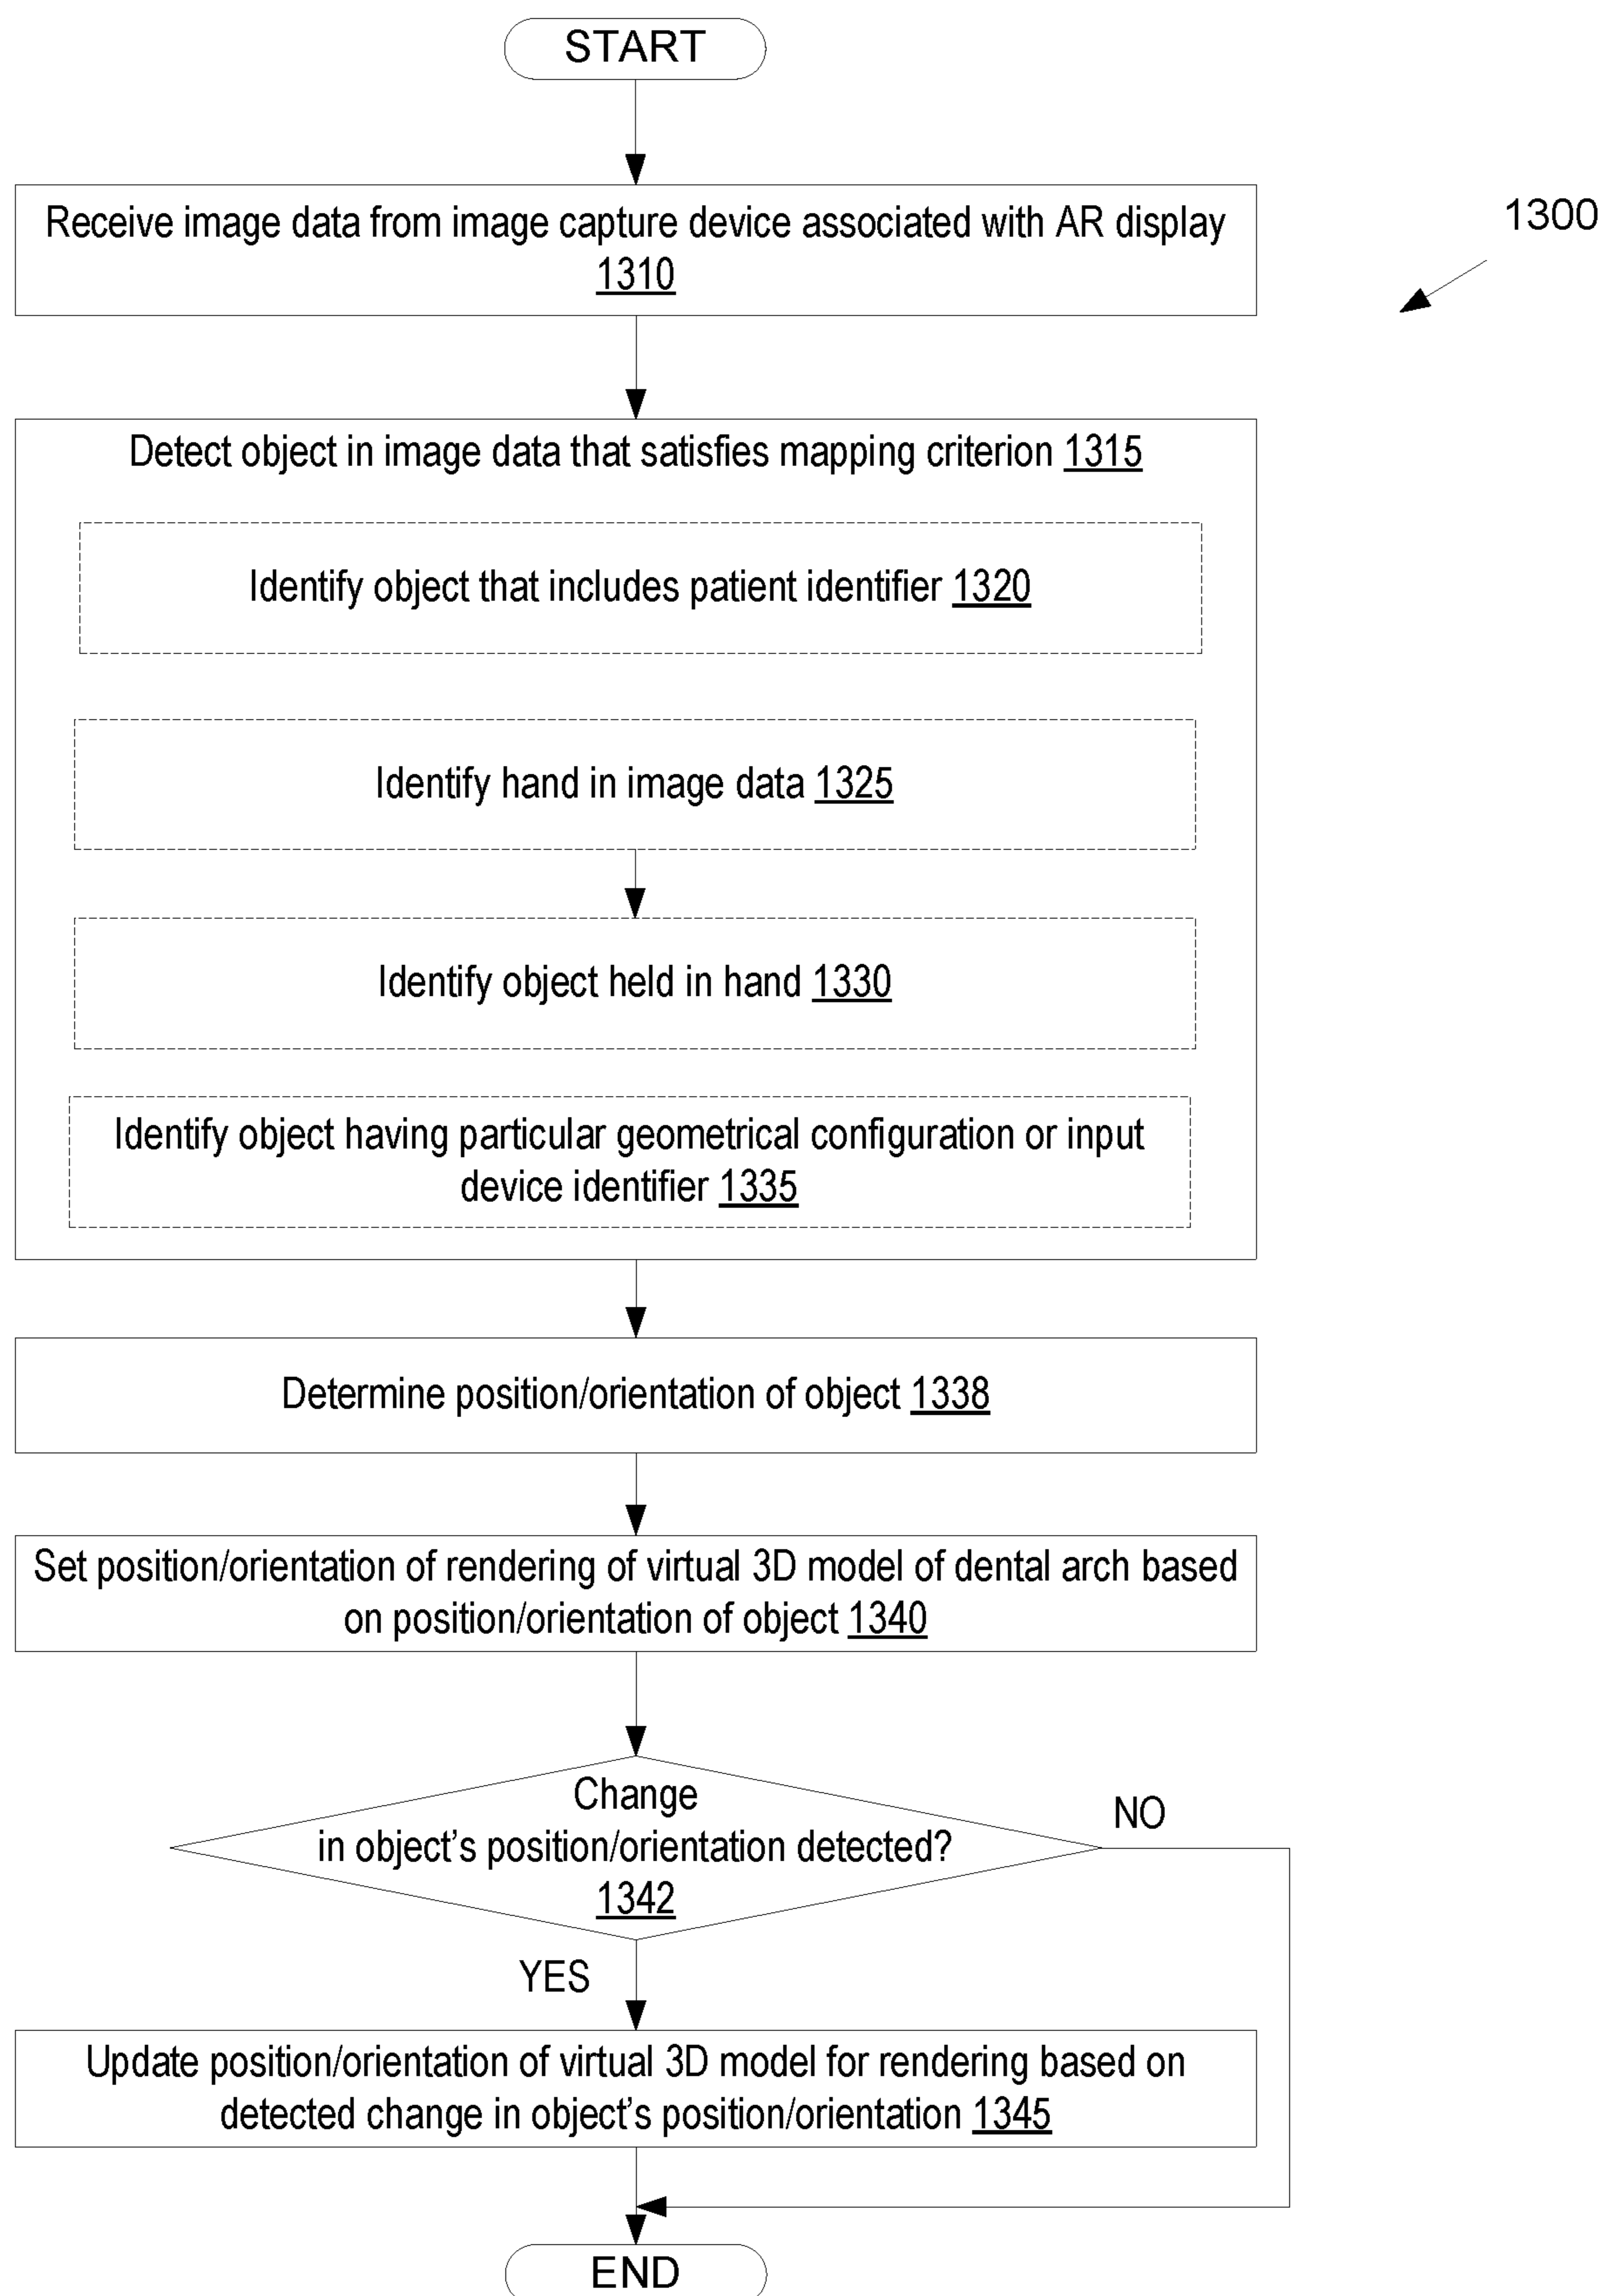 START
Receive image data from image capture device associated with AR display
1310
1300
Detect object in image data that satisfies mapping criterion 1315
Identify object that includes patient identifier 1320
Identify hand in image data 1325
Identify object held in hand 1330
Identify object having particular geometrical configuration or input
device identifier 1335
Determine position/orientation of object 1338
Set position/orientation of rendering of virtual 3D model of dental arch based
on position/orientation of object 1340
Change
in object’s position/orientation detected?
1342
NO
YES
Update position/orientation of virtual 3D model for rendering based on
detected change in object’s position/orientation 1345
END